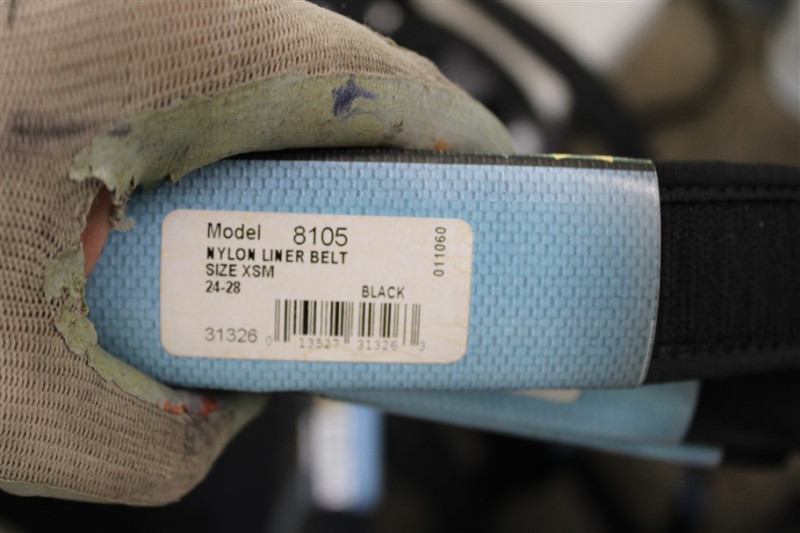 Model 8105
NYLON LINER BELT
SIZE XSM
24-28
BLACK
011060
31326
0 13527 31326 3